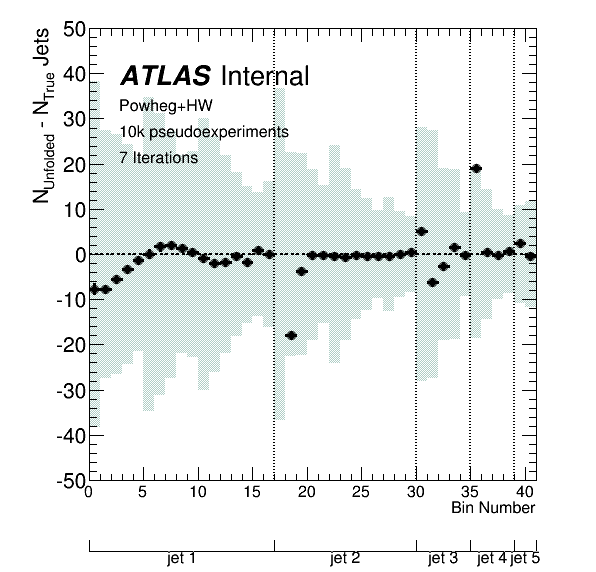 N_Unfolded - N_True Jets
50
40
30
20
10
0
-10
-20
-30
-40
-50
ATLAS Internal
Powheg+HW
10k pseudoexperiments
7 Iterations
0 5 10 15 20 25 30 35 40
Bin Number
jet 1 jet 2 jet 3 jet 4 jet 5